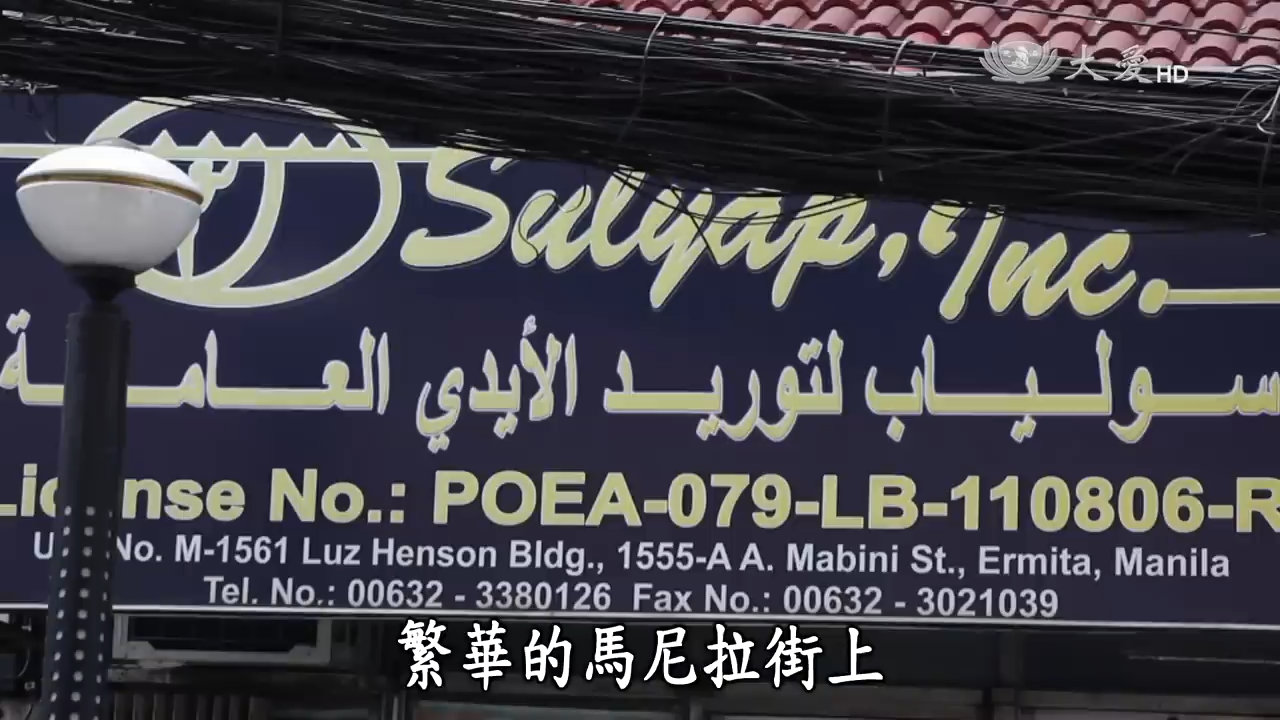 大愛HD
Sulyap, Inc.
سولياب لتوريد الأيدي العاملة
License No.: POEA-079-LB-110806-R
No. M-1561 Luz Henson Bldg., 1555-A A. Mabini St., Ermita, Manila
Tel. No.: 00632 - 3380126 Fax No.: 00632 - 3021039
繁華的馬尼拉街上